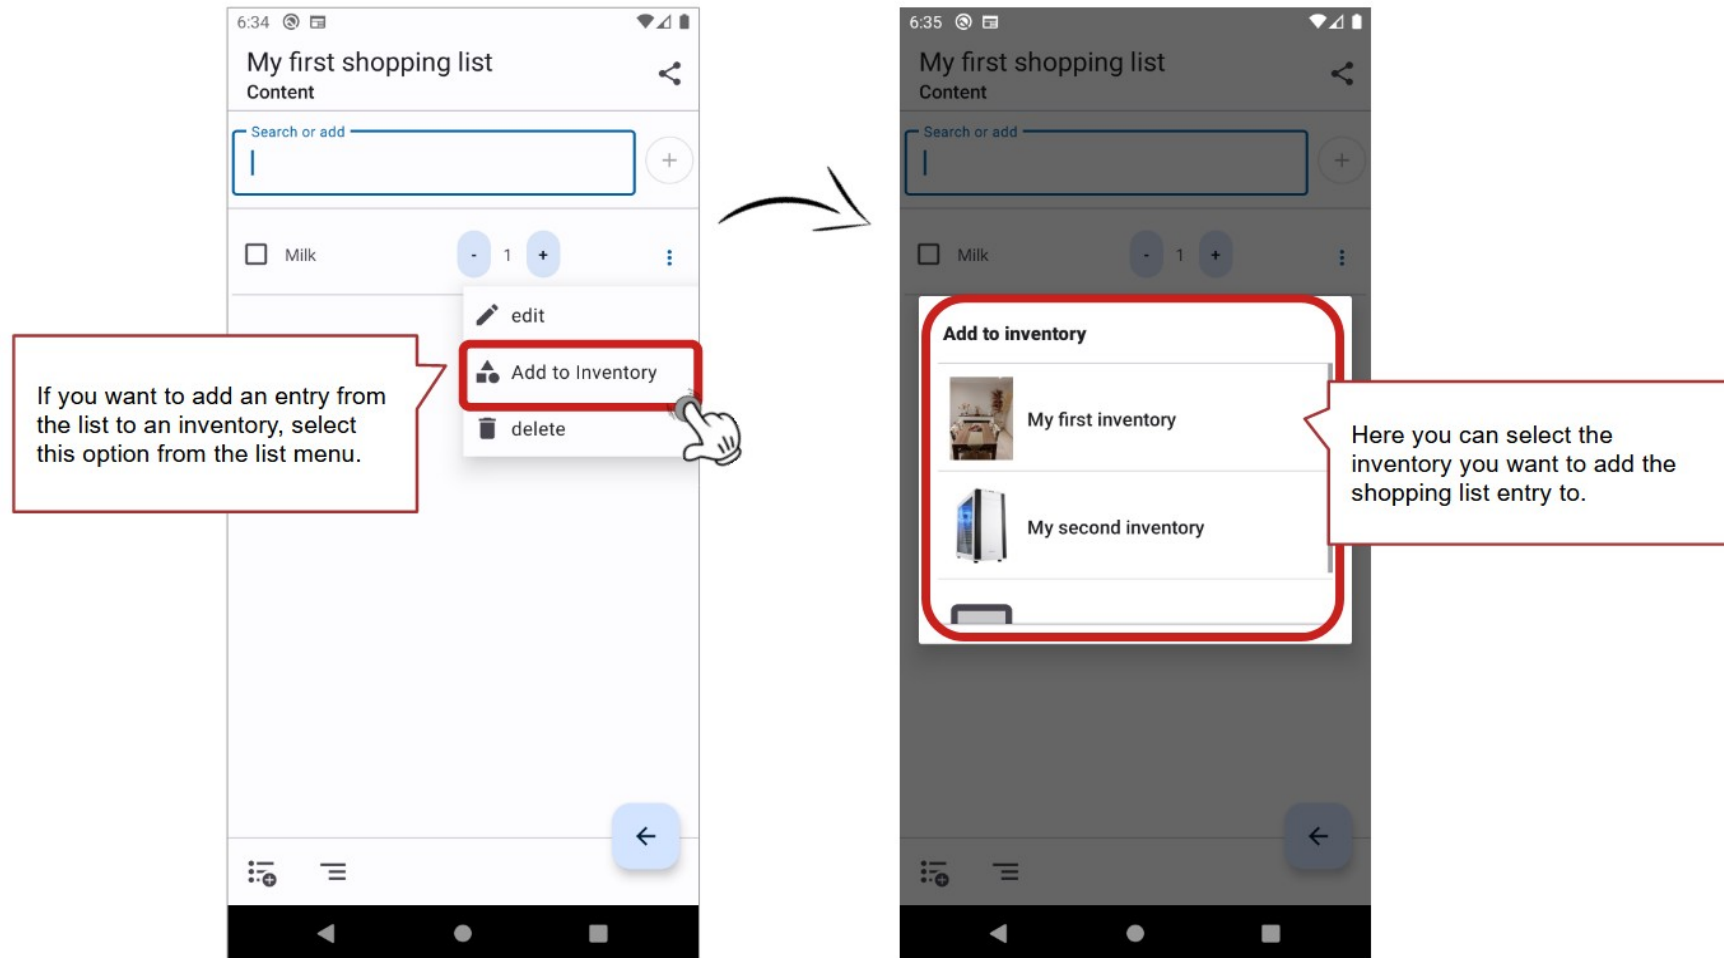 6:34
My first shopping list
Content
Search or add
+
Milk
- 1 +
edit
Add to Inventory
delete
If you want to add an entry from
the list to an inventory, select
this option from the list menu.
6:35
My first shopping list
Content
Search or add
+
Milk
- 1 +
Add to inventory
My first inventory
My second inventory
Here you can select the
inventory you want to add the
shopping list entry to.